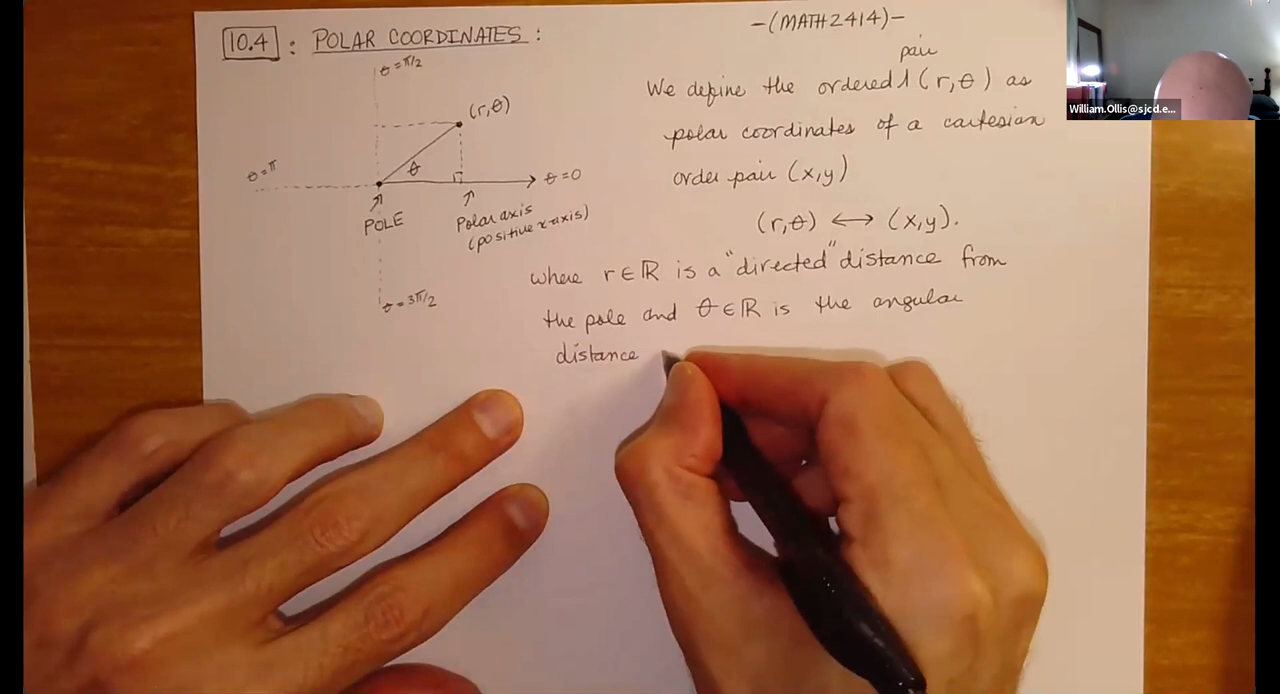 10.4 : POLAR COORDINATES :
-(MATH2414)-
θ=π/2
(r,θ)
θ
θ=π
θ=0
POLE
Polar axis
(positive x-axis)
θ=3π/2
pair
We define the ordered ∧ (r,θ) as
polar coordinates of a cartesian
order pair (x,y)
(r,θ) ⟷ (x,y).
where r∈ℝ is a "directed" distance from
the pole and θ∈ℝ is the angular
distance
William.Ollis@sjcd.e...